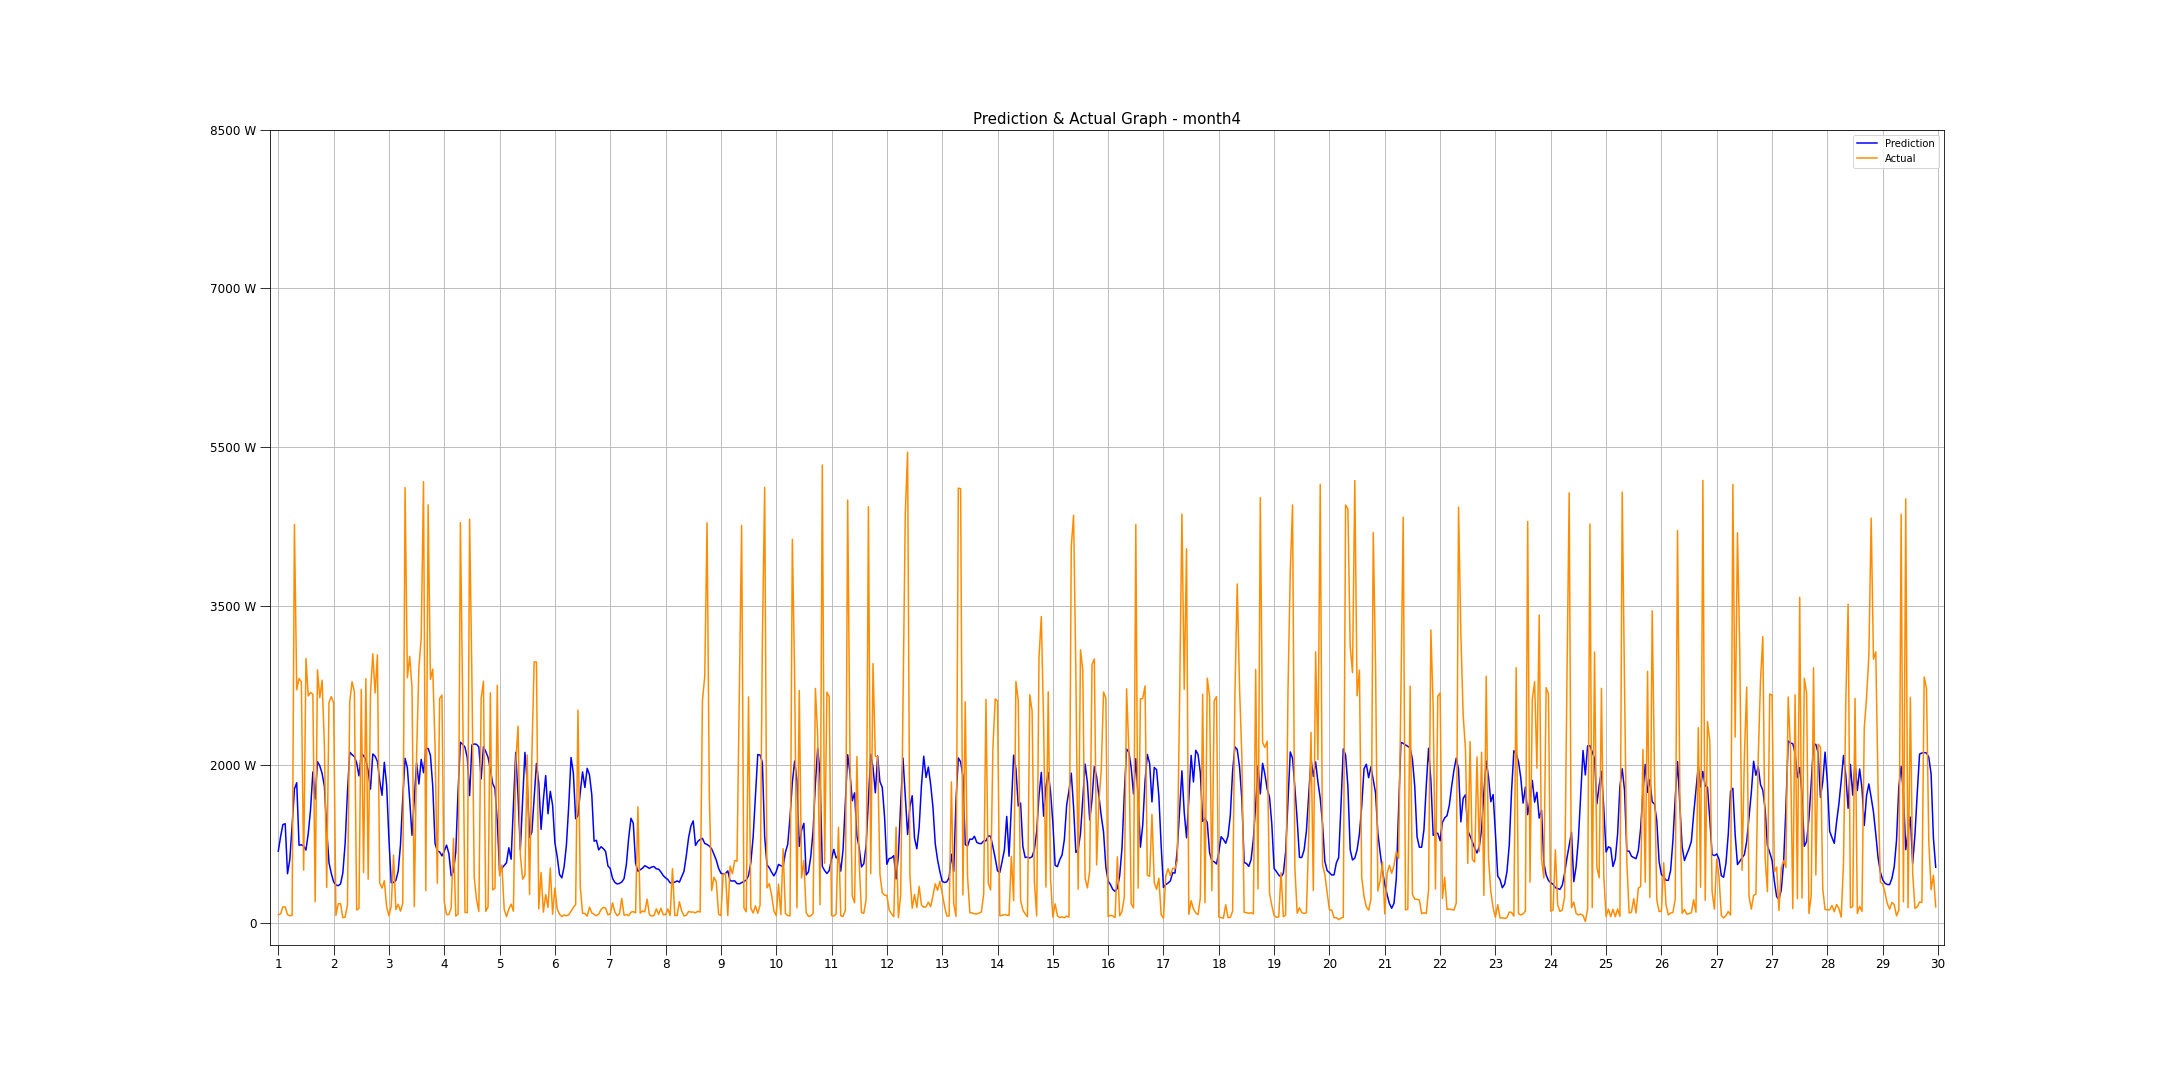 Prediction & Actual Graph - month4
8500 W
7000 W
5500 W
3500 W
2000 W
0
Prediction
Actual
1 2 3 4 5 6 7 8 9 10 11 12 13 14 15 16 17 18 19 20 21 22 23 24 25 26 27 27 28 29 30